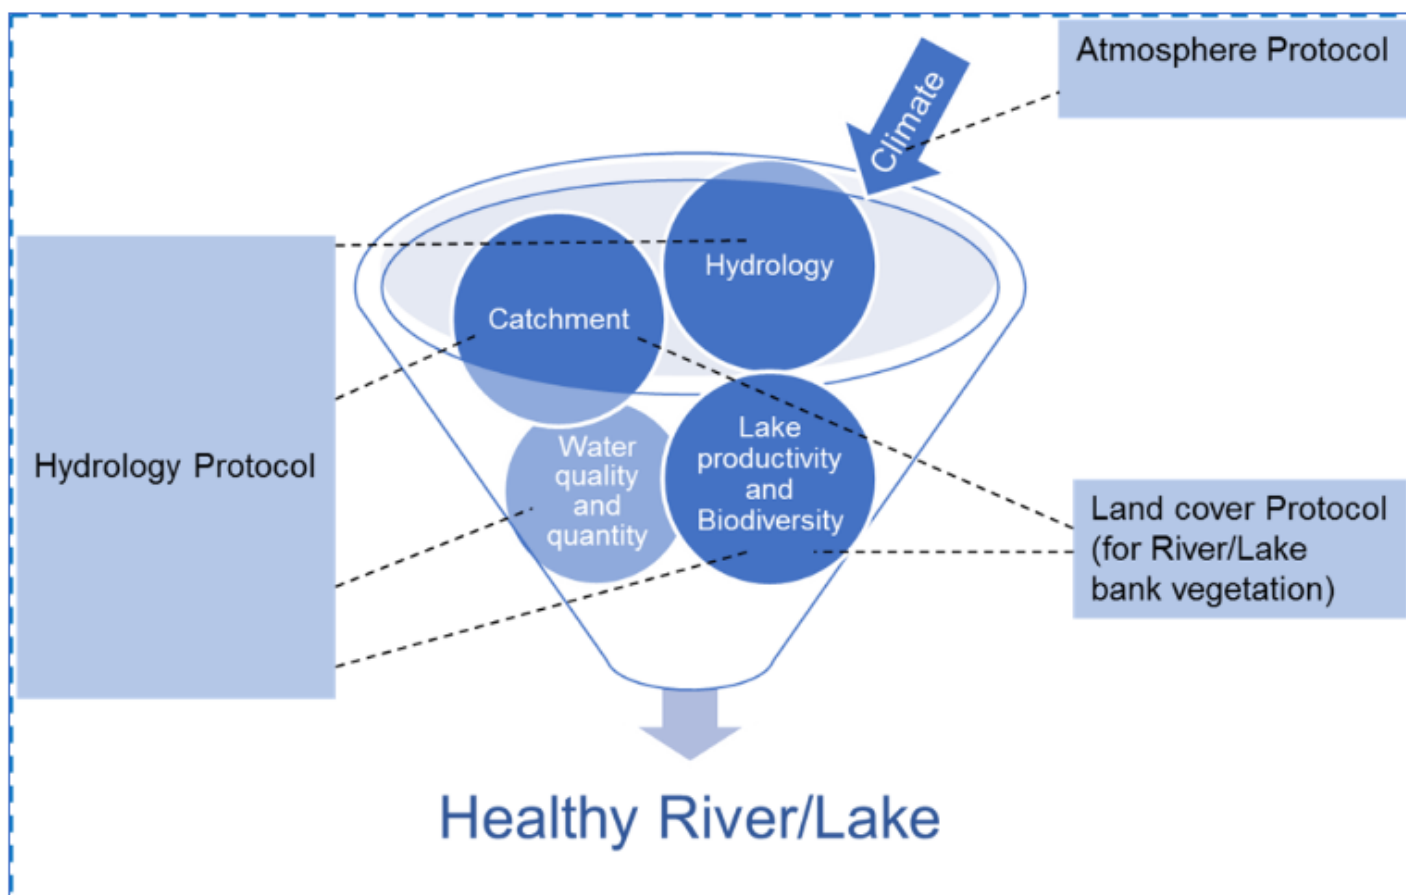 Atmosphere Protocol
Climate
Hydrology
Catchment
Hydrology Protocol
Water
quality
and
quantity
Lake
productivity
and
Biodiversity
Land cover Protocol
(for River/Lake
bank vegetation)
Healthy River/Lake